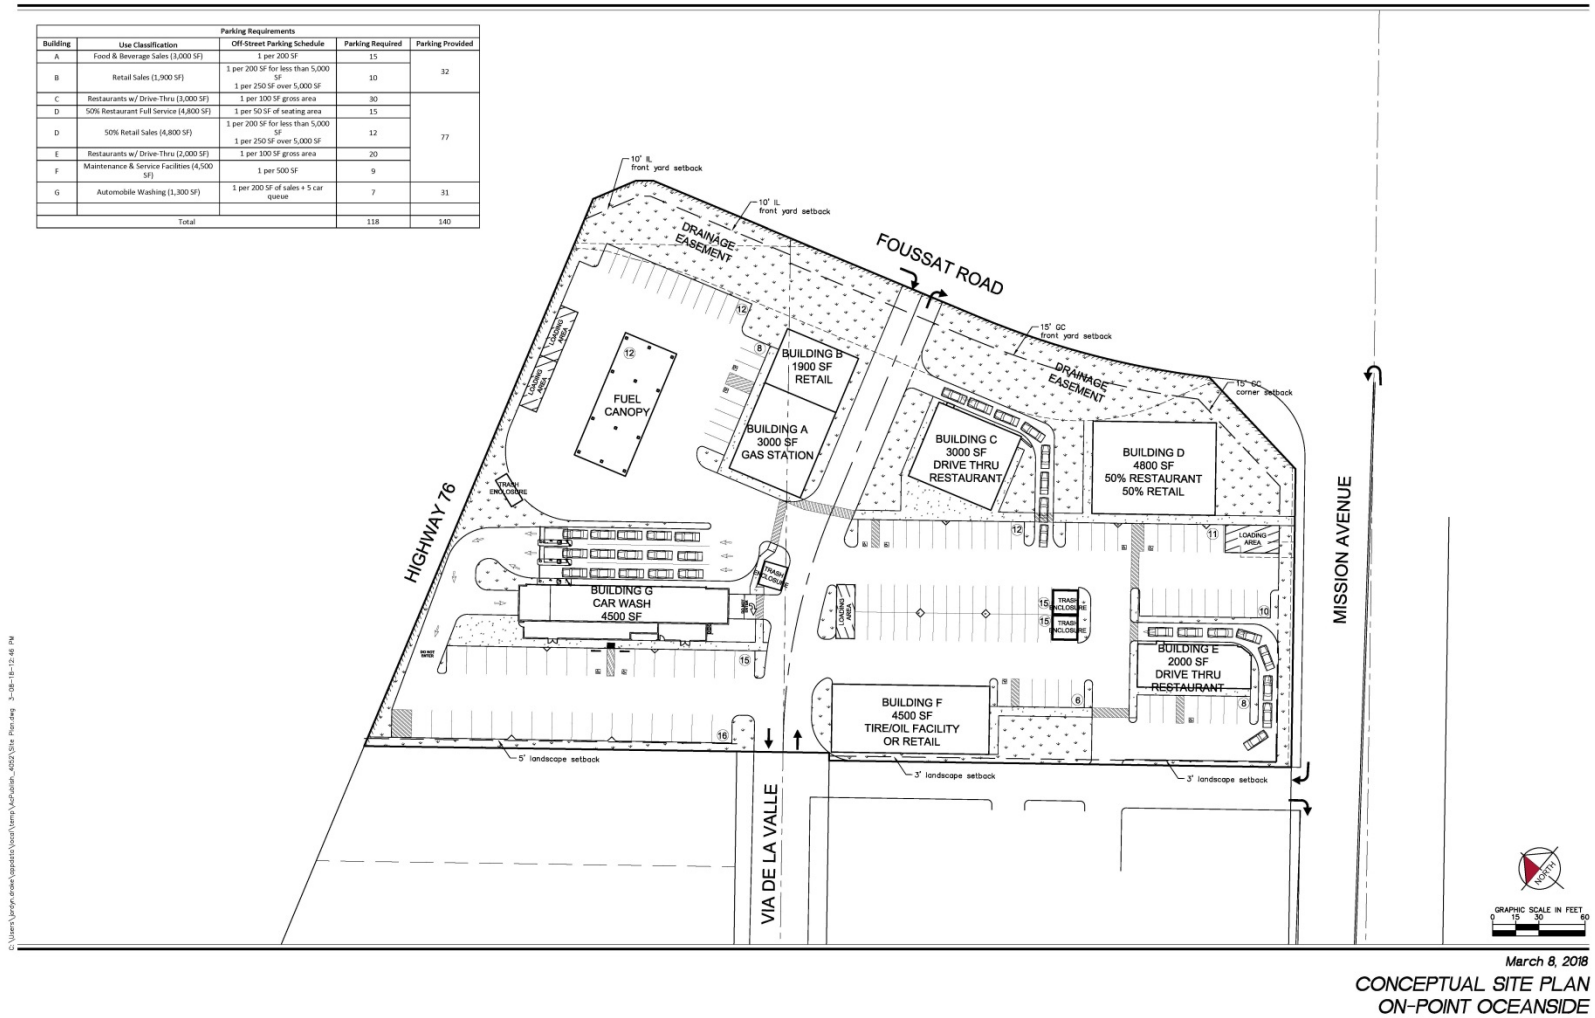 Parking Requirements
Building Use Classification Off-Street Parking Schedule Parking Required Parking Provided
A Food & Beverage Sales (3,000 SF) 1 per 200 SF 15 32
B Retail Sales (1,900 SF) 1 per 200 SF for less than 5,000 SF 1 per 250 SF over 5,000 SF 10
C Restaurants w/ Drive-Thru (3,000 SF) 1 per 100 SF gross area 30 77
D 50% Restaurant Full Service (4,800 SF) 1 per 50 SF of seating area 15
D 50% Retail Sales (4,800 SF) 1 per 200 SF for less than 5,000 SF 1 per 250 SF over 5,000 SF 12
E Restaurants w/ Drive-Thru (2,000 SF) 1 per 100 SF gross area 20
F Maintenance & Service Facilities (4,500 SF) 1 per 500 SF 9
G Automobile Washing (1,300 SF) 1 per 200 SF of sales + 5 car queue 7 31
Total 118 140
10' IL
front yard setback
10' IL
front yard setback
DRAINAGE
EASEMENT
FOUSSAT ROAD
15' GC
front yard setback
DRAINAGE
EASEMENT
15' GC
corner setback
LOADING
AREA
LOADING
AREA
12
12
8
FUEL
CANOPY
BUILDING B
1900 SF
RETAIL
BUILDING A
3000 SF
GAS STATION
BUILDING C
3000 SF
DRIVE THRU
RESTAURANT
BUILDING D
4800 SF
50% RESTAURANT
50% RETAIL
TRASH
ENCLOSURE
HIGHWAY 76
MISSION AVENUE
12
11
LOADING
AREA
TRASH
ENCLOSURE
BUILDING G
CAR WASH
4500 SF
DO NOT
ENTER
15
LOADING
AREA
15
TRASH
ENCLOSURE
15
TRASH
ENCLOSURE
10
BUILDING E
2000 SF
DRIVE THRU
RESTAURANT
8
6
BUILDING F
4500 SF
TIRE/OIL FACILITY
OR RETAIL
16
5' landscape setback
3' landscape setback
3' landscape setback
VIA DE LA VALLE
NORTH
GRAPHIC SCALE IN FEET
0 15 30 60
March 8, 2018
CONCEPTUAL SITE PLAN
ON-POINT OCEANSIDE